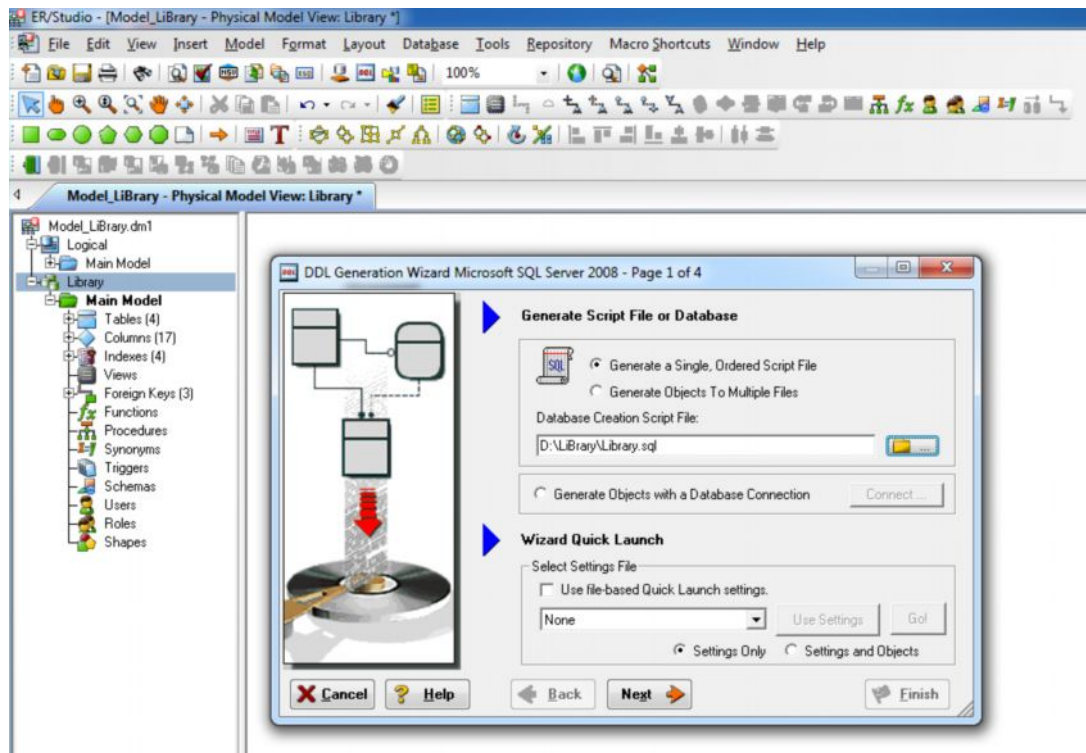 ER/Studio - [Model_LiBrary - Physical Model View: Library *]
File Edit View Insert Model Format Layout Database Tools Repository Macro Shortcuts Window Help
100%
Model_LiBrary - Physical Model View: Library *
Model_LiBrary.dm1
Logical
Main Model
Library
Main Model
Tables (4)
Columns (17)
Indexes (4)
Views
Foreign Keys (3)
Functions
Procedures
Synonyms
Triggers
Schemas
Users
Roles
Shapes
DDL Generation Wizard Microsoft SQL Server 2008 - Page 1 of 4
Generate Script File or Database
SQL
Generate a Single, Ordered Script File
Generate Objects To Multiple Files
Database Creation Script File:
D:\LiBrary\Library.sql
...
Generate Objects with a Database Connection
Connect ...
Wizard Quick Launch
Select Settings File
Use file-based Quick Launch settings.
None
Use Settings
Go!
Settings Only
Settings and Objects
Cancel
Help
Back
Next
Finish